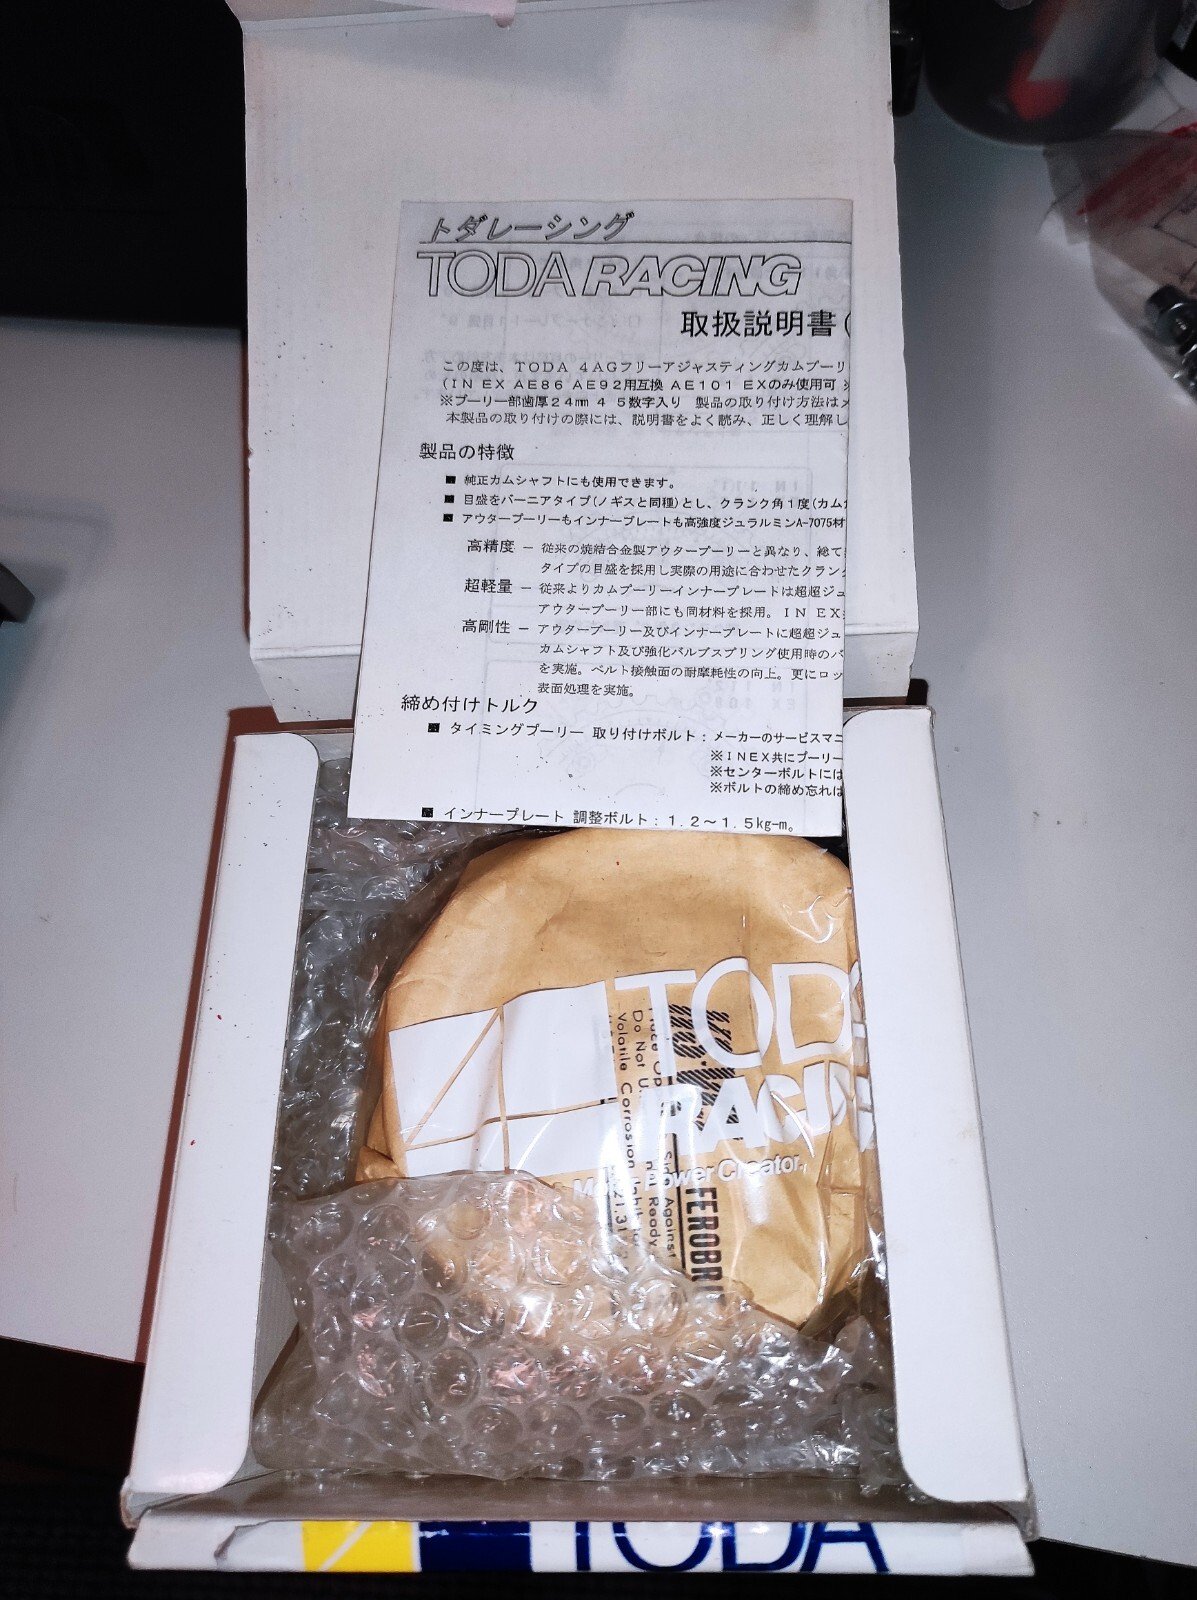 トダレーシング
TODA RACING
取扱説明書(
この度は、TODA 4AGフリーアジャスティングカムプーリ
(IN EX AE86 AE92用互換 AE101 EXのみ使用可 ※
※プーリー部歯厚24mm 4 5数字入り 製品の取り付け方法はメ
本製品の取り付けの際には、説明書をよく読み、正しく理解し
製品の特徴
■ 純正カムシャフトにも使用できます。
■ 目盛をバーニアタイプ(ノギスと同種)とし、クランク角1度(カム
■ アウタープーリーもインナープレートも高強度ジュラルミンA-7075材
高精度 － 従来の焼結合金製アウタープーリーと異なり、総て
タイプの目盛を採用し実際の用途に合わせたクランク
超軽量 － 従来よりカムプーリーインナープレートは超超ジュ
アウタープーリー部にも同材料を採用。IN EX
高剛性 － アウタープーリー及びインナープレートに超超ジュ
カムシャフト及び強化バルブスプリング使用時のバ
を実施。ベルト接触面の耐摩耗性の向上。更にロッ
表面処理を実施。
締め付けトルク
■ タイミングプーリー 取り付けボルト：メーカーのサービスマニ
※INEX共にプーリー
※センターボルトには
※ボルトの締め忘れは
■ インナープレート 調整ボルト：1.2～1.5kg-m。
TODA
RACING
Power Creator
Do Not U
Volatile Corrosion Inhibitor
Side Against
Not Ready
FEROBRI
TODA